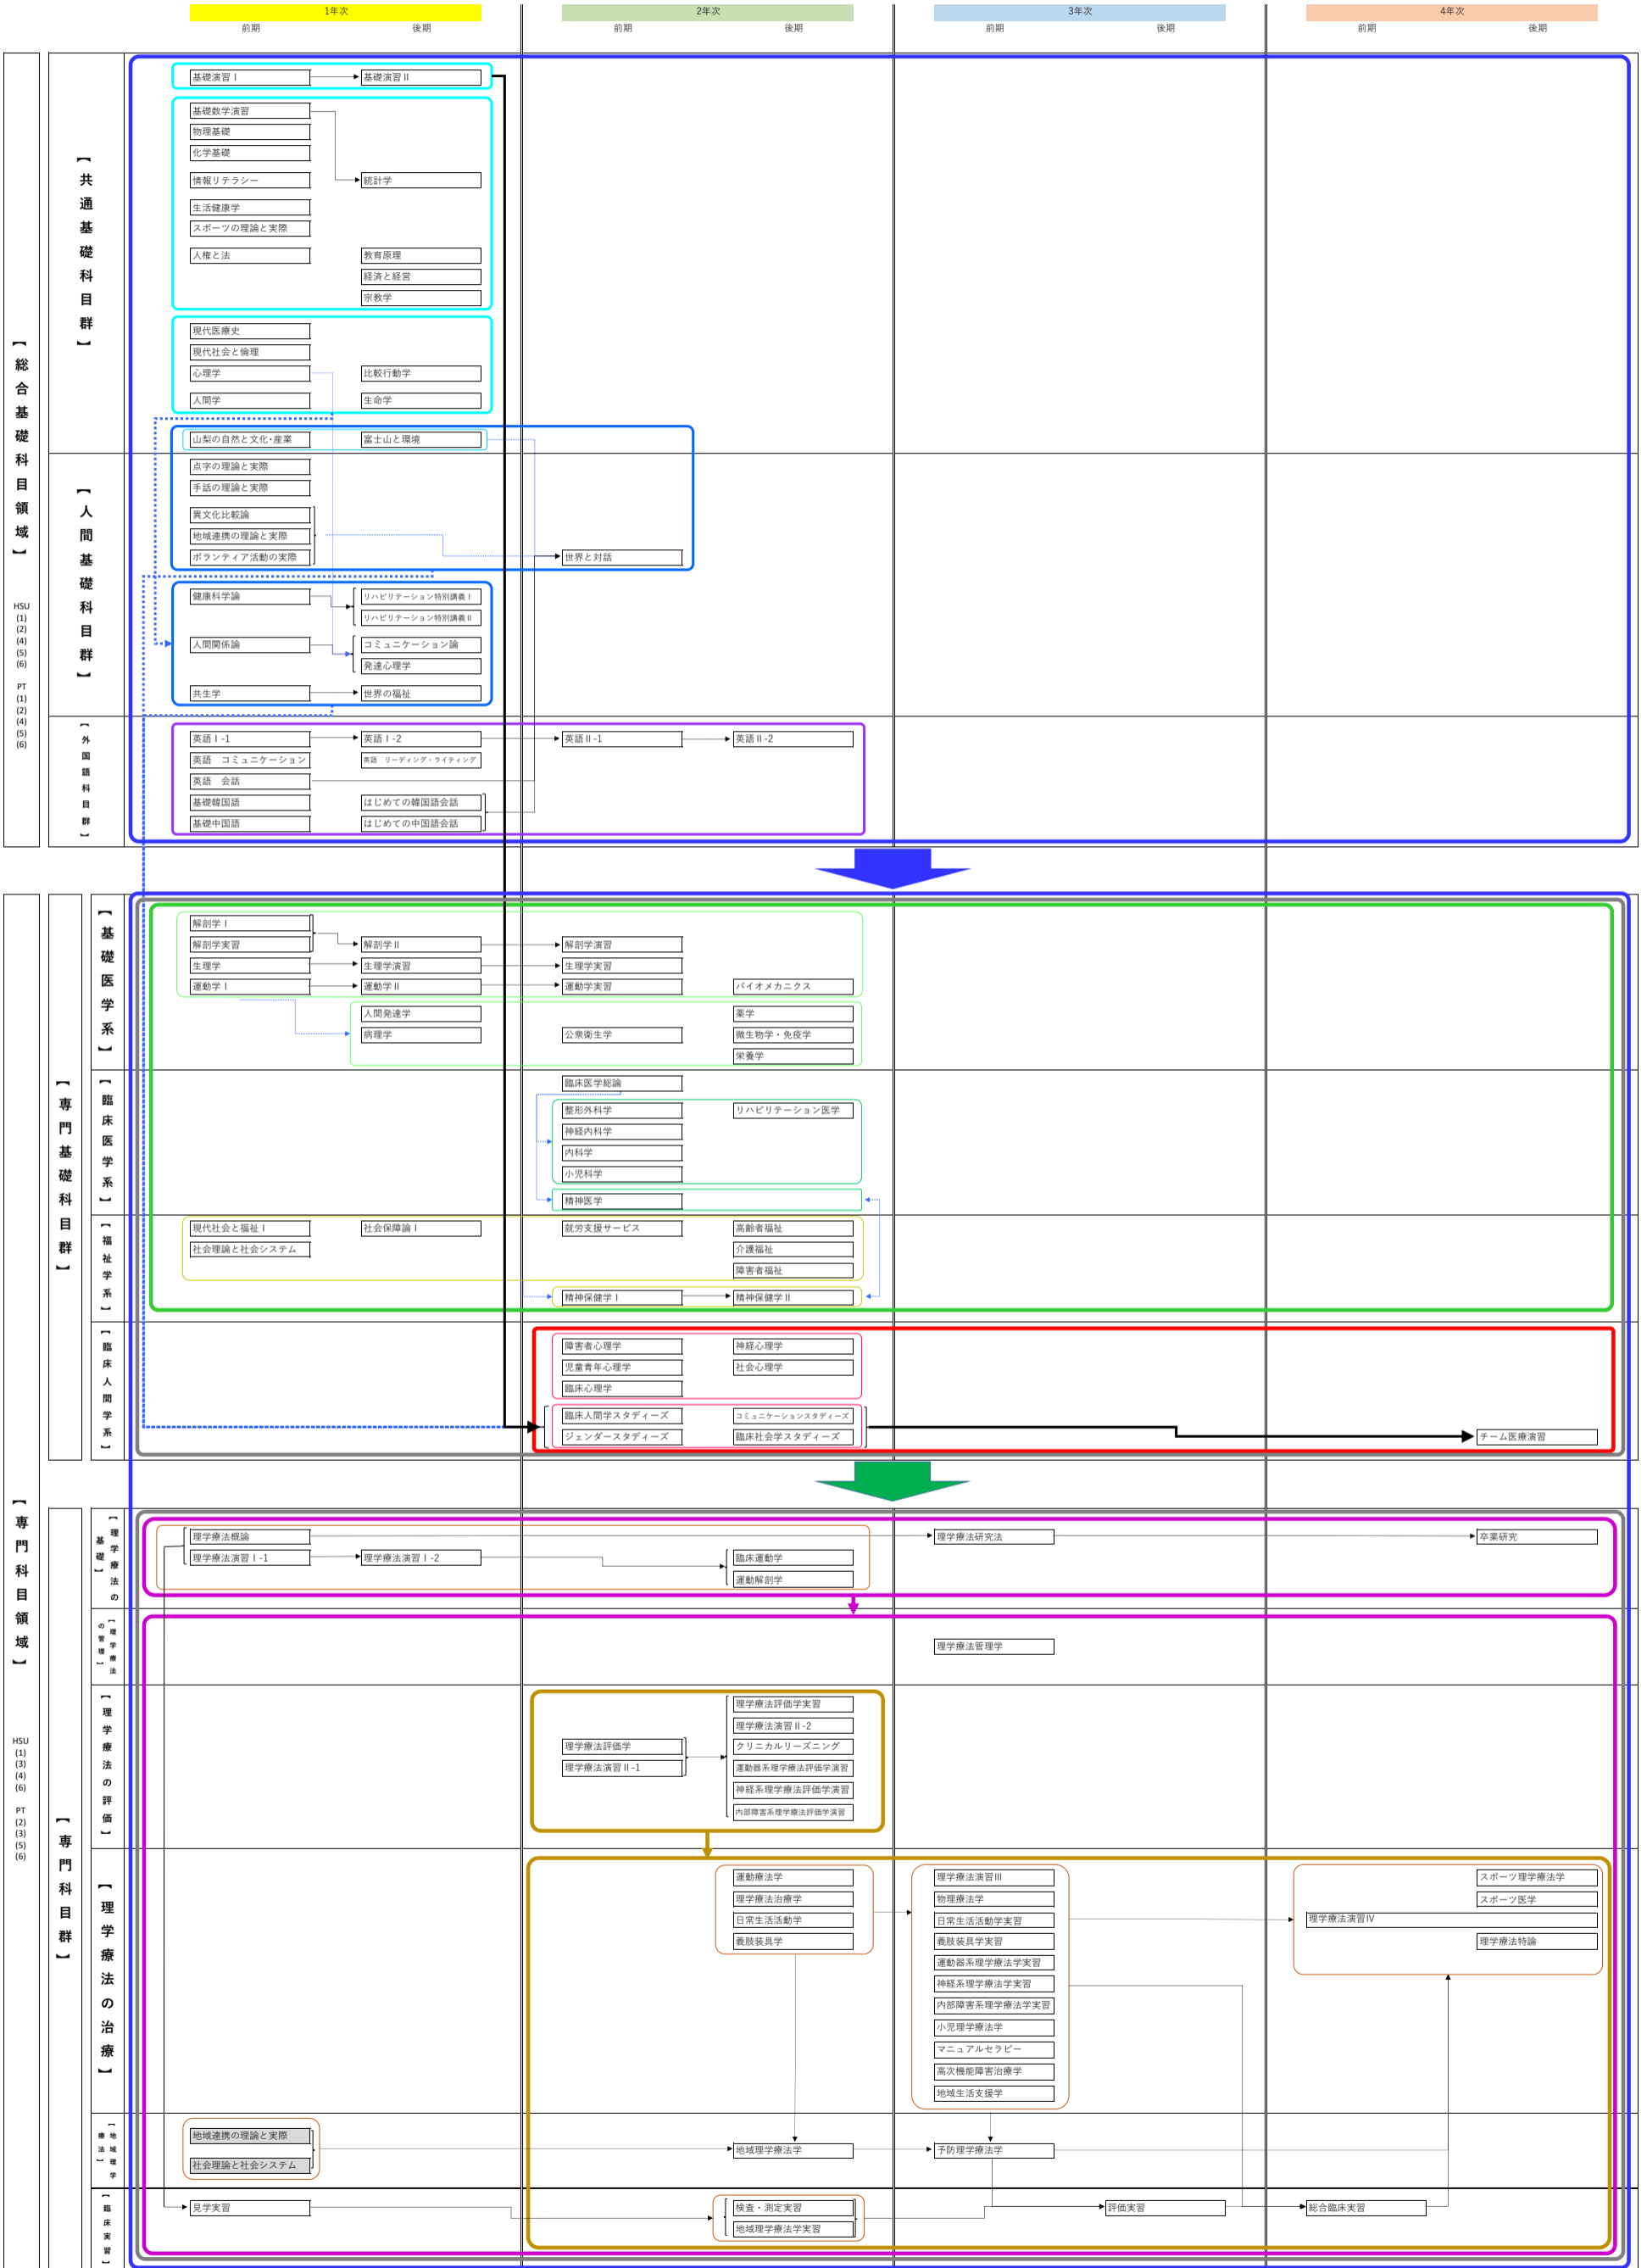 1年次 2年次 3年次 4年次
前期 後期 前期 後期 前期 後期 前期 後期
【総合基礎科目領域】
HSU
(1)
(2)
(4)
(5)
(6)
PT
(1)
(2)
(4)
(5)
(6)
【共通基礎科目群】
基礎演習Ⅰ 基礎演習Ⅱ
基礎数学演習
物理基礎
化学基礎
情報リテラシー 統計学
生活健康学
スポーツの理論と実際
人権と法 教育原理
経済と経営
宗教学
現代医療史
現代社会と倫理
心理学 比較行動学
人間学 生命学
山梨の自然と文化・産業 富士山と環境
【人間基礎科目群】
点字の理論と実際
手話の理論と実際
異文化比較論
地域連携の理論と実際
ボランティア活動の実際 世界と対話
健康科学論 リハビリテーション特別講義Ⅰ
リハビリテーション特別講義Ⅱ
人間関係論 コミュニケーション論
発達心理学
共生学 世界の福祉
【外国語科目群】
英語Ⅰ-1 英語Ⅰ-2 英語Ⅱ-1 英語Ⅱ-2
英語 コミュニケーション 英語 リーディング・ライティング
英語 会話
基礎韓国語 はじめての韓国語会話
基礎中国語 はじめての中国語会話
【専門科目領域】
HSU
(1)
(3)
(4)
(6)
PT
(2)
(3)
(5)
(6)
【専門基礎科目群】
【基礎医学系】
解剖学Ⅰ
解剖学実習 解剖学Ⅱ 解剖学演習
生理学 生理学演習 生理学実習
運動学Ⅰ 運動学Ⅱ 運動学実習 バイオメカニクス
人間発達学 薬学
病理学 公衆衛生学 微生物学・免疫学
栄養学
【臨床医学系】
臨床医学総論
整形外科学 リハビリテーション医学
神経内科学
内科学
小児科学
精神医学
【福祉学系】
現代社会と福祉Ⅰ 社会保障論Ⅰ 就労支援サービス 高齢者福祉
社会理論と社会システム 介護福祉
障害者福祉
精神保健学Ⅰ 精神保健学Ⅱ
【臨床人間学系】
障害者心理学 神経心理学
児童青年心理学 社会心理学
臨床心理学
臨床人間学スタディーズ コミュニケーションスタディーズ
ジェンダースタディーズ 臨床社会学スタディーズ チーム医療演習
【専門科目群】
【理学療法の基礎】
理学療法概論 理学療法研究法 卒業研究
理学療法演習Ⅰ-1 理学療法演習Ⅰ-2 臨床運動学
運動解剖学
【理学療法の管理】
理学療法管理学
【理学療法の評価】
理学療法評価学実習
理学療法演習Ⅱ-2
理学療法評価学 クリニカルリーズニング
理学療法演習Ⅱ-1 運動器系理学療法評価学演習
神経系理学療法評価学演習
内部障害系理学療法評価学演習
【理学療法の治療】
運動療法学 理学療法演習Ⅲ スポーツ理学療法学
理学療法治療学 物理療法学 スポーツ医学
日常生活活動学 日常生活活動学実習 理学療法演習Ⅳ
義肢装具学 義肢装具学実習 理学療法特論
運動器系理学療法学実習
神経系理学療法学実習
内部障害系理学療法学実習
小児理学療法学
マニュアルセラピー
高次機能障害治療学
地域生活支援学
【地域理学療法】
地域連携の理論と実際 地域理学療法学 予防理学療法学
社会理論と社会システム
【臨床実習】
見学実習 検査・測定実習 評価実習 総合臨床実習
地域理学療法学実習